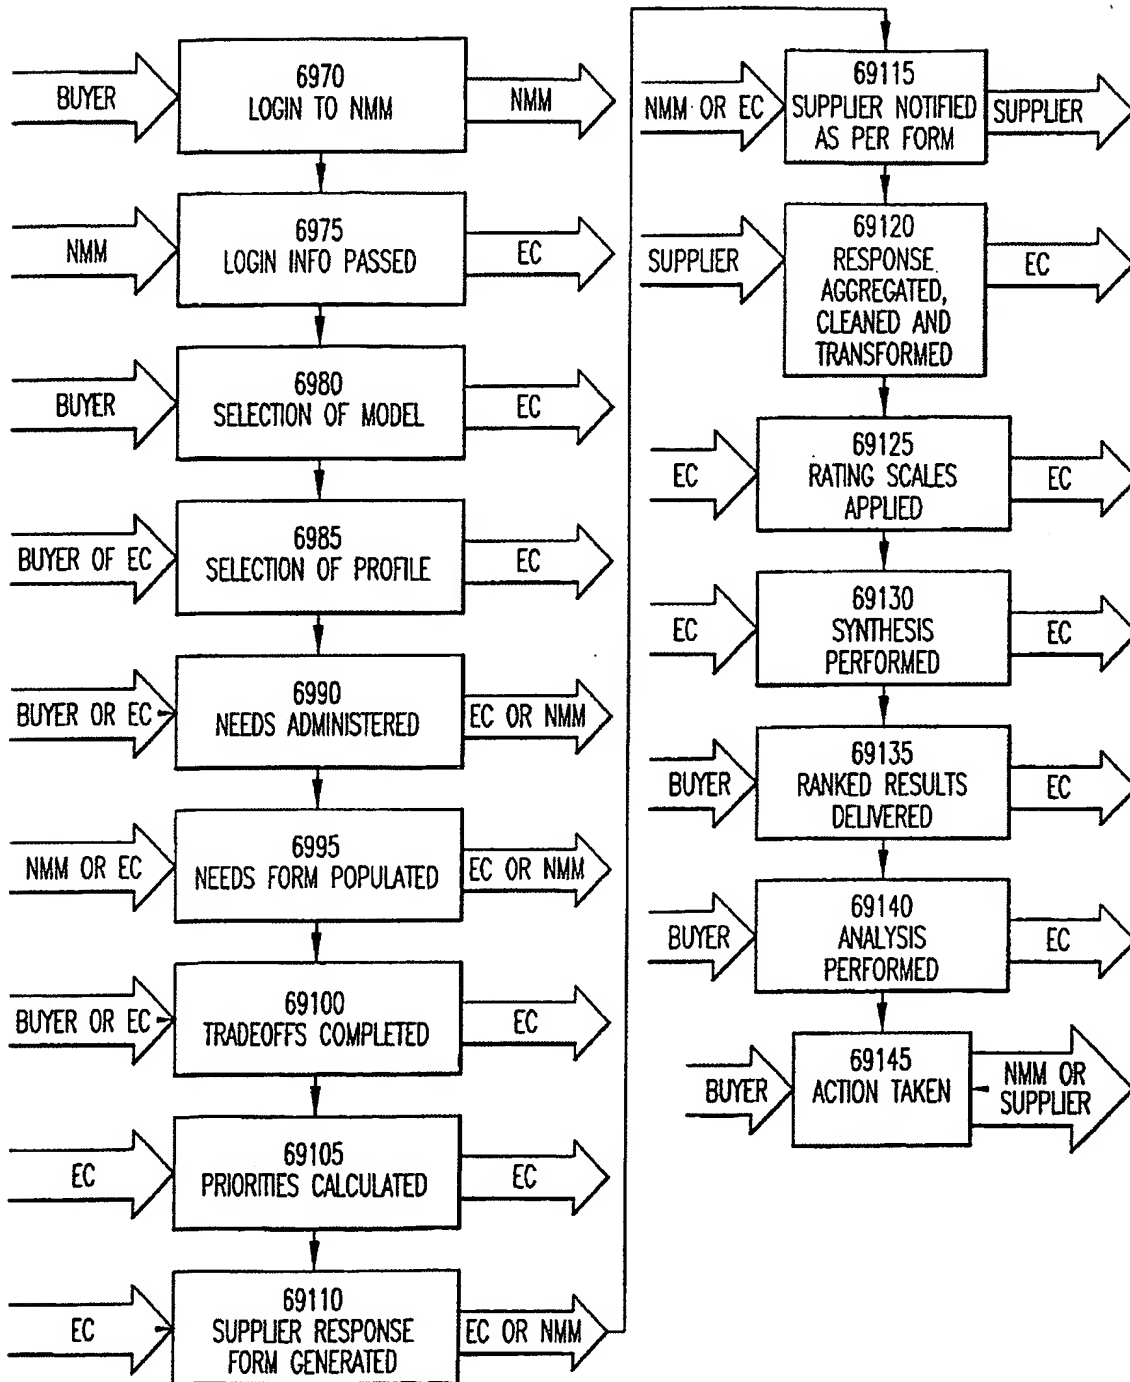 BUYER
6970
LOGIN TO NMM
NMM
NMM
6975
LOGIN INFO PASSED
EC
BUYER
6980
SELECTION OF MODEL
EC
BUYER OF EC
6985
SELECTION OF PROFILE
EC
BUYER OR EC
6990
NEEDS ADMINISTERED
EC OR NMM
NMM OR EC
6995
NEEDS FORM POPULATED
EC OR NMM
BUYER OR EC
69100
TRADEOFFS COMPLETED
EC
EC
69105
PRIORITIES CALCULATED
EC
EC
69110
SUPPLIER RESPONSE
FORM GENERATED
EC OR NMM
NMM OR EC
69115
SUPPLIER NOTIFIED
AS PER FORM
SUPPLIER
SUPPLIER
69120
RESPONSE
AGGREGATED,
CLEANED AND
TRANSFORMED
EC
EC
69125
RATING SCALES
APPLIED
EC
EC
69130
SYNTHESIS
PERFORMED
EC
BUYER
69135
RANKED RESULTS
DELIVERED
EC
BUYER
69140
ANALYSIS
PERFORMED
EC
BUYER
69145
ACTION TAKEN
NMM OR
SUPPLIER